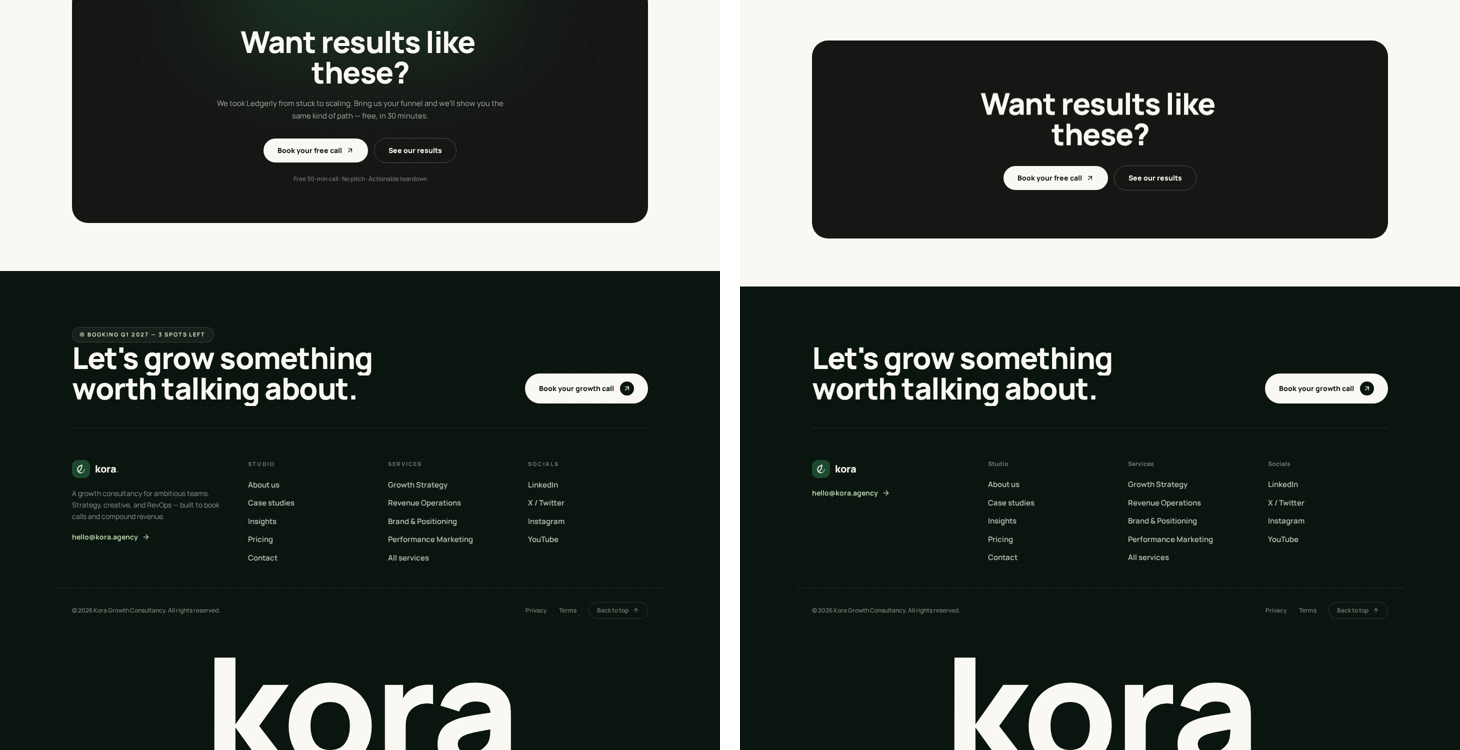 Want results like
these?
We took Ledgerly from stuck to scaling. Bring us your funnel and we'll show you the
same kind of path — free, in 30 minutes.
Book your free call
See our results
Free 30-min call · No pitch · Actionable teardown
BOOKING Q1 2027 — 3 SPOTS LEFT
Let's grow something
worth talking about.
Book your growth call
kora.
A growth consultancy for ambitious teams.
Strategy, creative, and RevOps — built to book
calls and compound revenue.
hello@kora.agency
STUDIO
About us
Case studies
Insights
Pricing
Contact
SERVICES
Growth Strategy
Revenue Operations
Brand & Positioning
Performance Marketing
All services
SOCIALS
LinkedIn
X / Twitter
Instagram
YouTube
© 2026 Kora Growth Consultancy. All rights reserved.
Privacy
Terms
Back to top
kora
Want results like
these?
Book your free call
See our results
Let's grow something
worth talking about.
Book your growth call
kora
hello@kora.agency
Studio
About us
Case studies
Insights
Pricing
Contact
Services
Growth Strategy
Revenue Operations
Brand & Positioning
Performance Marketing
All services
Socials
LinkedIn
X / Twitter
Instagram
YouTube
© 2026 Kora Growth Consultancy. All rights reserved.
Privacy
Terms
Back to top
kora